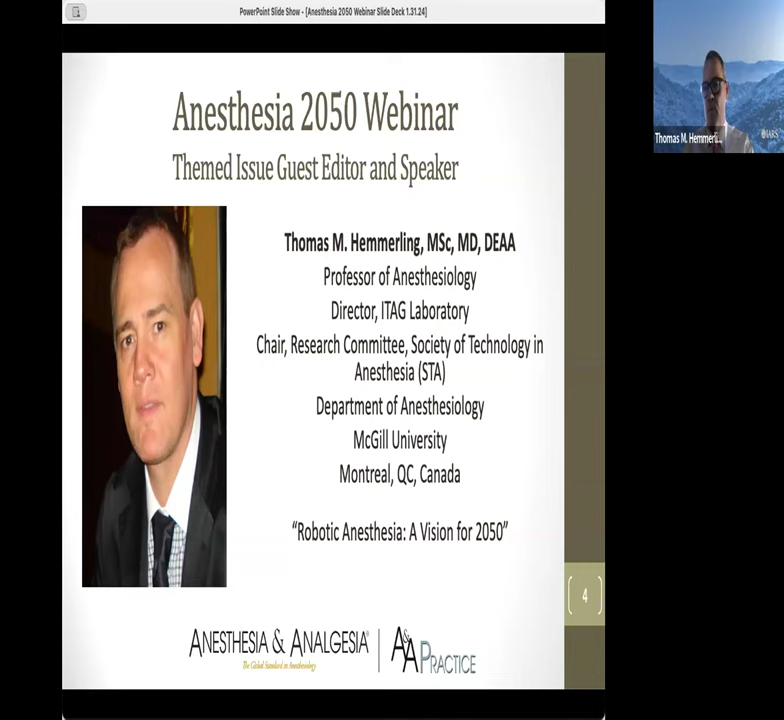 PowerPoint Slide Show - [Anesthesia 2050 Webinar Slide Deck 1.31.24]
Anesthesia 2050 Webinar
Themed Issue Guest Editor and Speaker
Thomas M. Hemmerling, MSc, MD, DEAA
Professor of Anesthesiology
Director, ITAG Laboratory
Chair, Research Committee, Society of Technology in
Anesthesia (STA)
Department of Anesthesiology
McGill University
Montreal, QC, Canada
“Robotic Anesthesia: A Vision for 2050”
4
ANESTHESIA & ANALGESIA®
The Global Standard in Anesthesiology
A&A PRACTICE
Thomas M. Hemmerli...
IARS